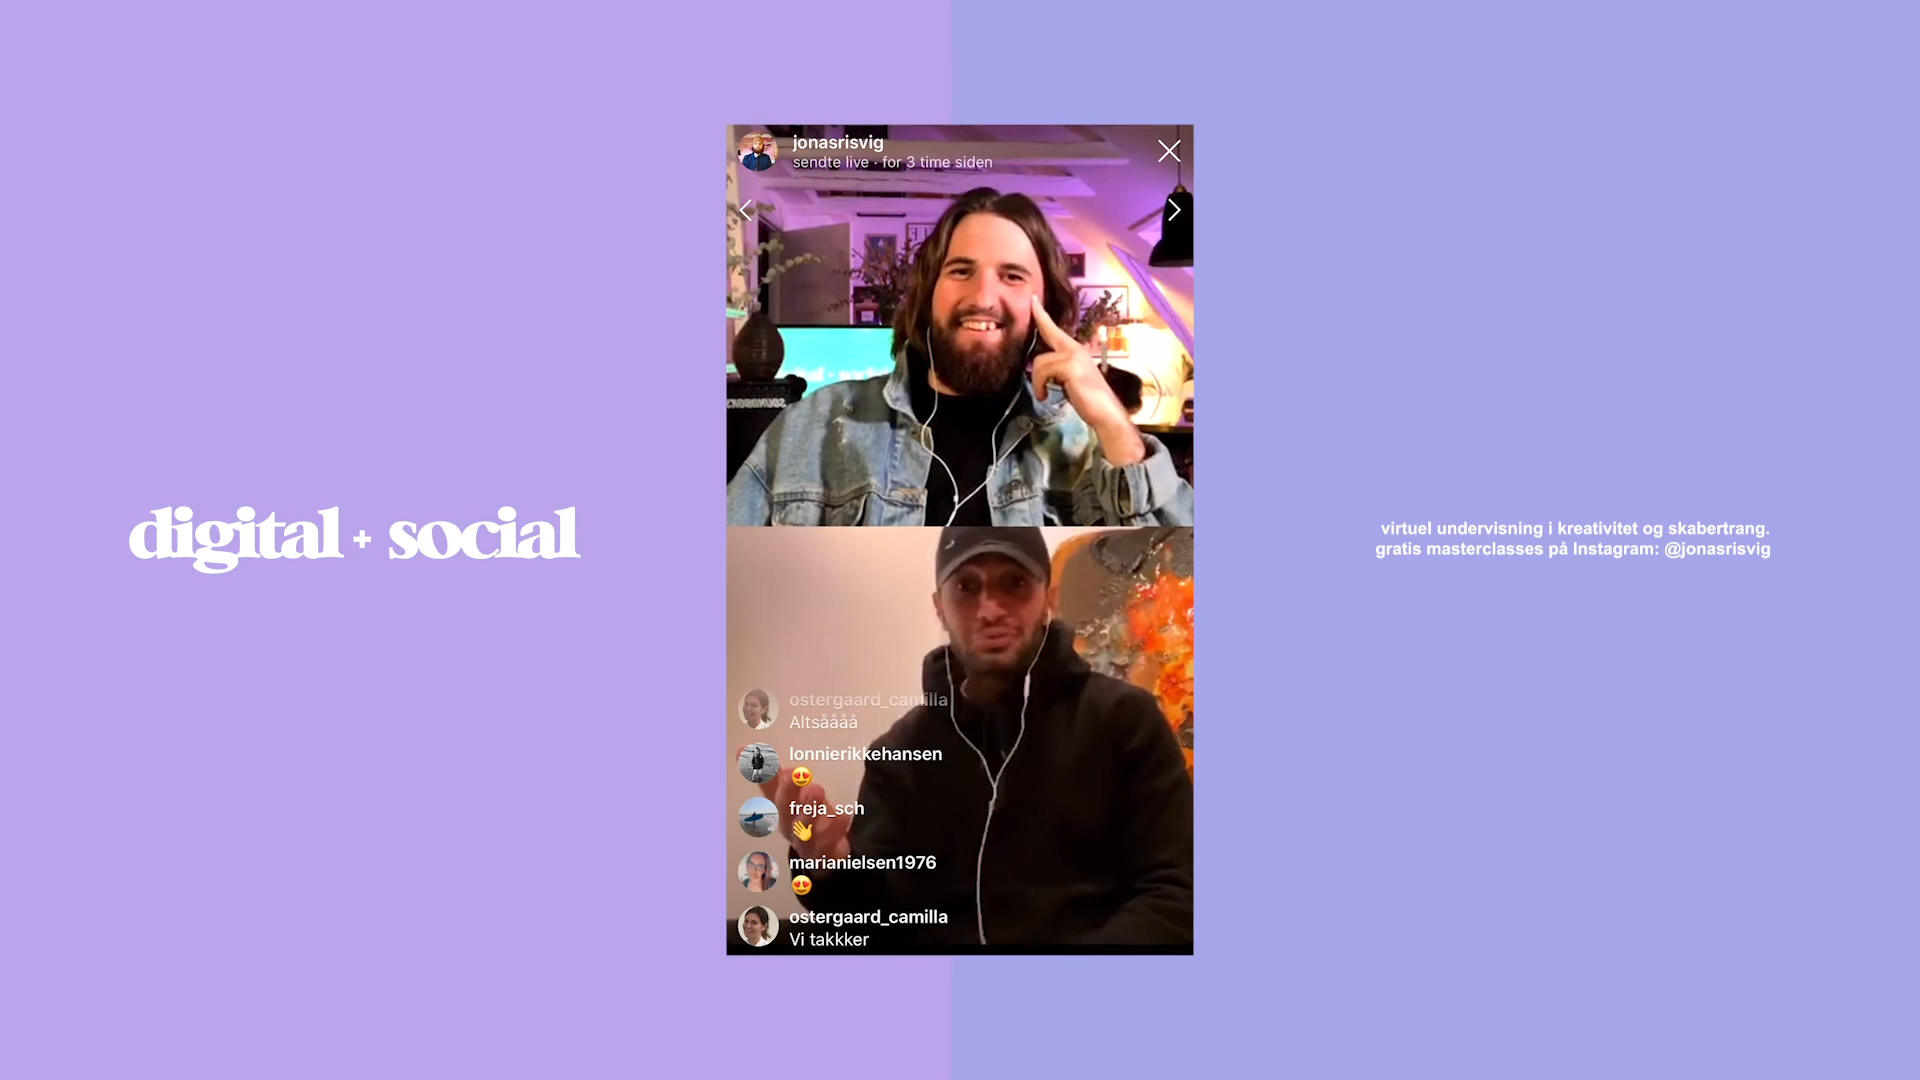 jonasrisvig
sendte live · for 3 time siden
digital + social
virtuel undervisning i kreativitet og skabertrang.
gratis masterclasses på Instagram: @jonasrisvig
SOUNDBOKS
ostergaard_camilla
Altsåååå
lonnierikkehansen
😍
freja_sch
👋
marianielsen1976
😍
ostergaard_camilla
Vi takkker